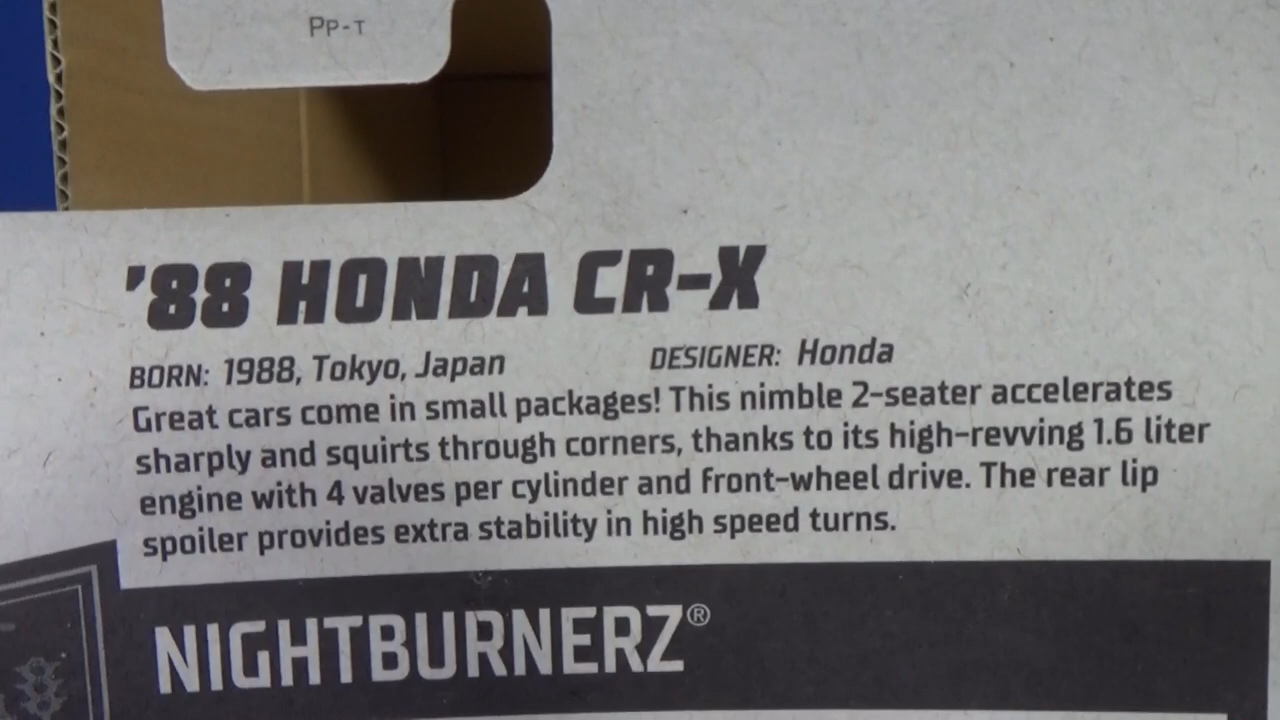 PP-T
'88 HONDA CR-X
BORN: 1988, Tokyo, Japan DESIGNER: Honda
Great cars come in small packages! This nimble 2-seater accelerates
sharply and squirts through corners, thanks to its high-revving 1.6 liter
engine with 4 valves per cylinder and front-wheel drive. The rear lip
spoiler provides extra stability in high speed turns.
NIGHTBURNERZ®